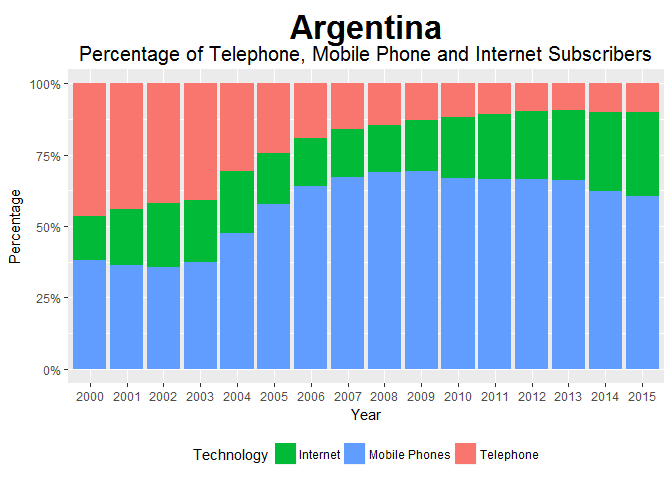 Argentina
Percentage of Telephone, Mobile Phone and Internet Subscribers
100%
75%
50%
25%
0%
Percentage
2000 2001 2002 2003 2004 2005 2006 2007 2008 2009 2010 2011 2012 2013 2014 2015
Year
Technology Internet Mobile Phones Telephone